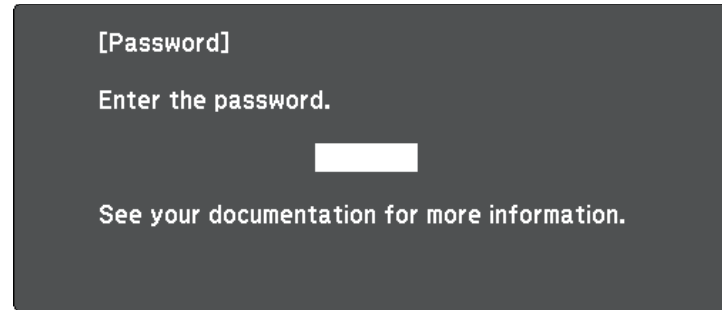 [Password]
Enter the password.
See your documentation for more information.